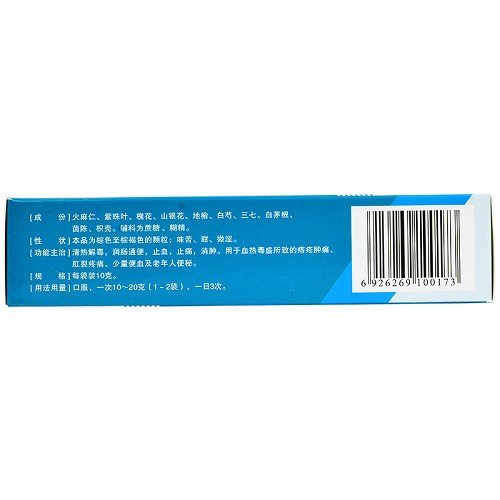 [成 份] 火麻仁、紫珠叶、槐花、山银花、地榆、白芍、三七、白茅根、
茵陈、枳壳。辅料为蔗糖、糊精。
[性 状] 本品为棕色至棕褐色的颗粒；味苦、甜、微涩。
[功能主治] 清热解毒，润肠通便，止血，止痛，消肿。用于血热毒盛所致的痔疮肿痛、
肛裂疼痛、少量便血及老年人便秘。
[规 格] 每袋装10克。
[用法用量] 口服，一次10～20克（1－2袋），一日3次。
6 926269 100173